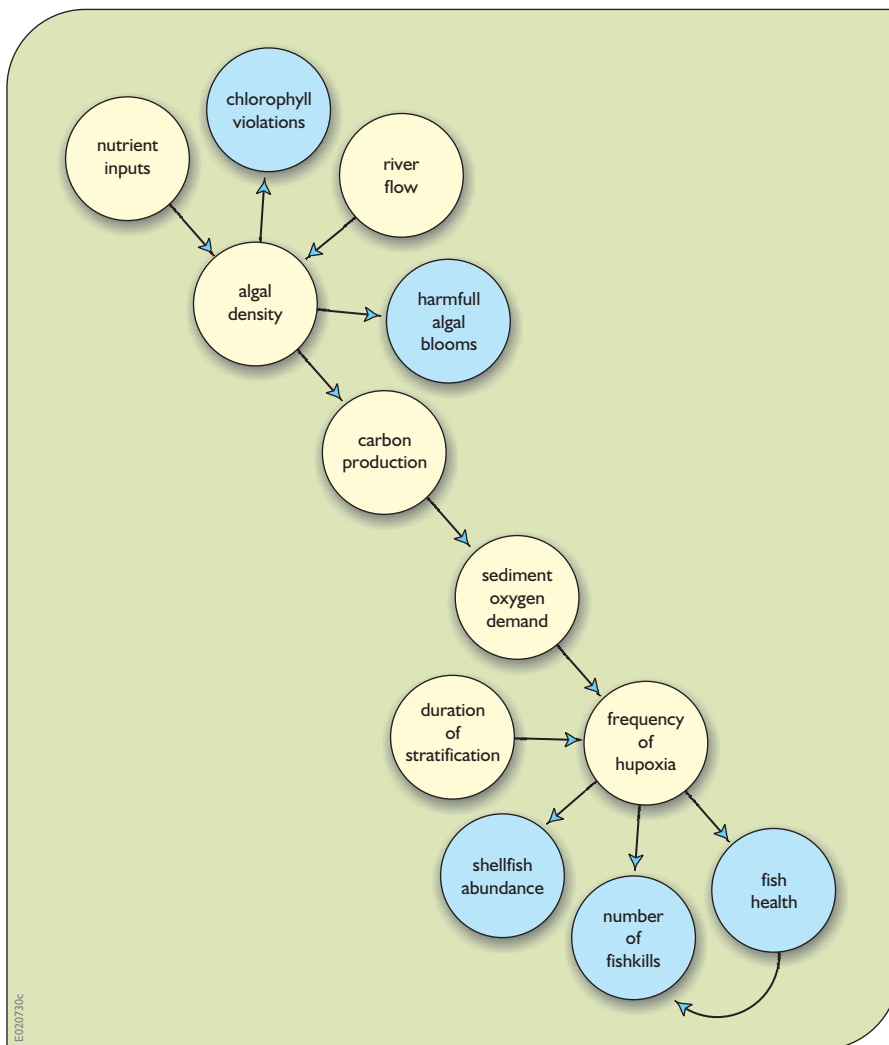 chlorophyll
violations
nutrient
inputs
river
flow
algal
density
harmfull
algal
blooms
carbon
production
sediment
oxygen
demand
duration
of
stratification
frequency
of
hupoxia
shellfish
abundance
number
of
fishkills
fish
health
E020730c